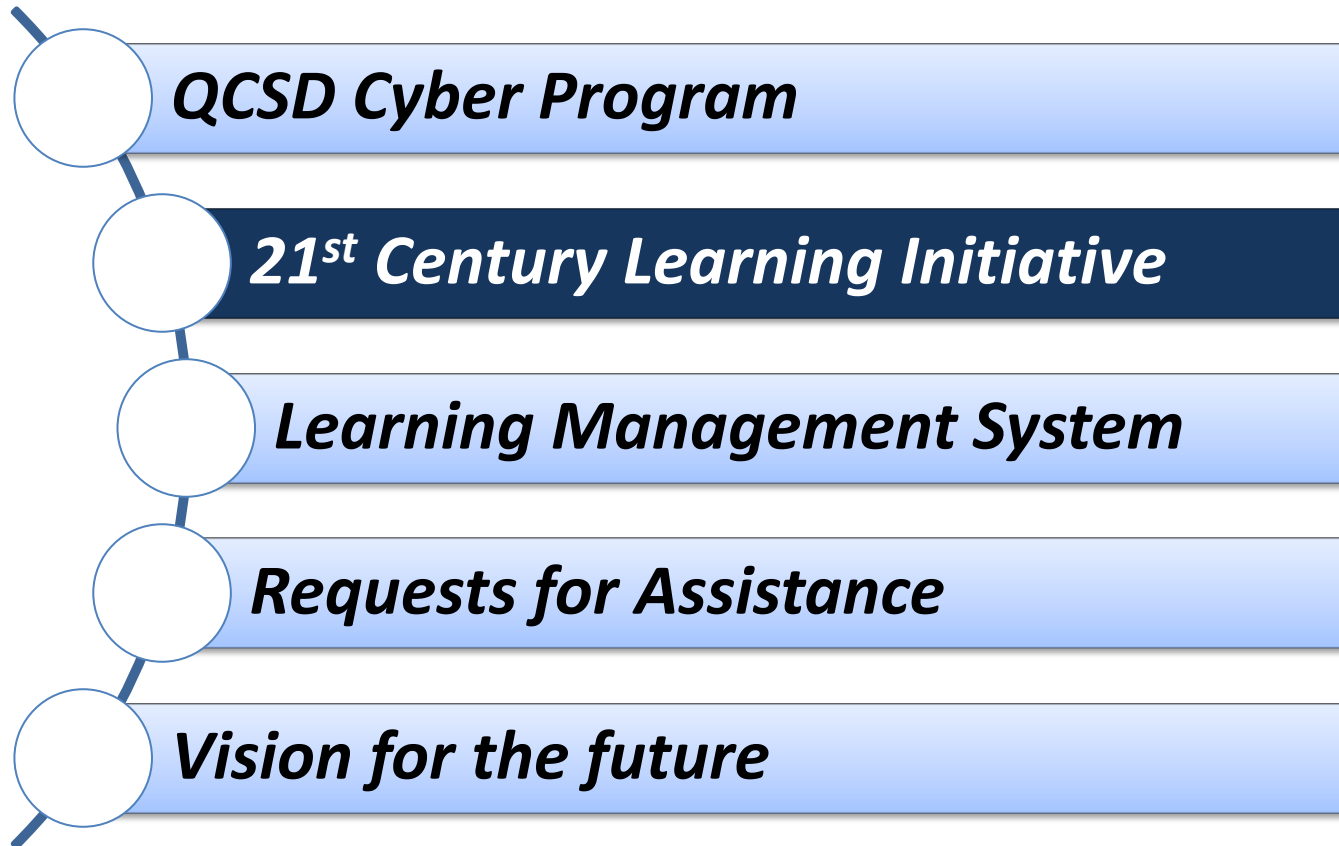 QCSD Cyber Program
21st Century Learning Initiative
Learning Management System
Requests for Assistance
Vision for the future